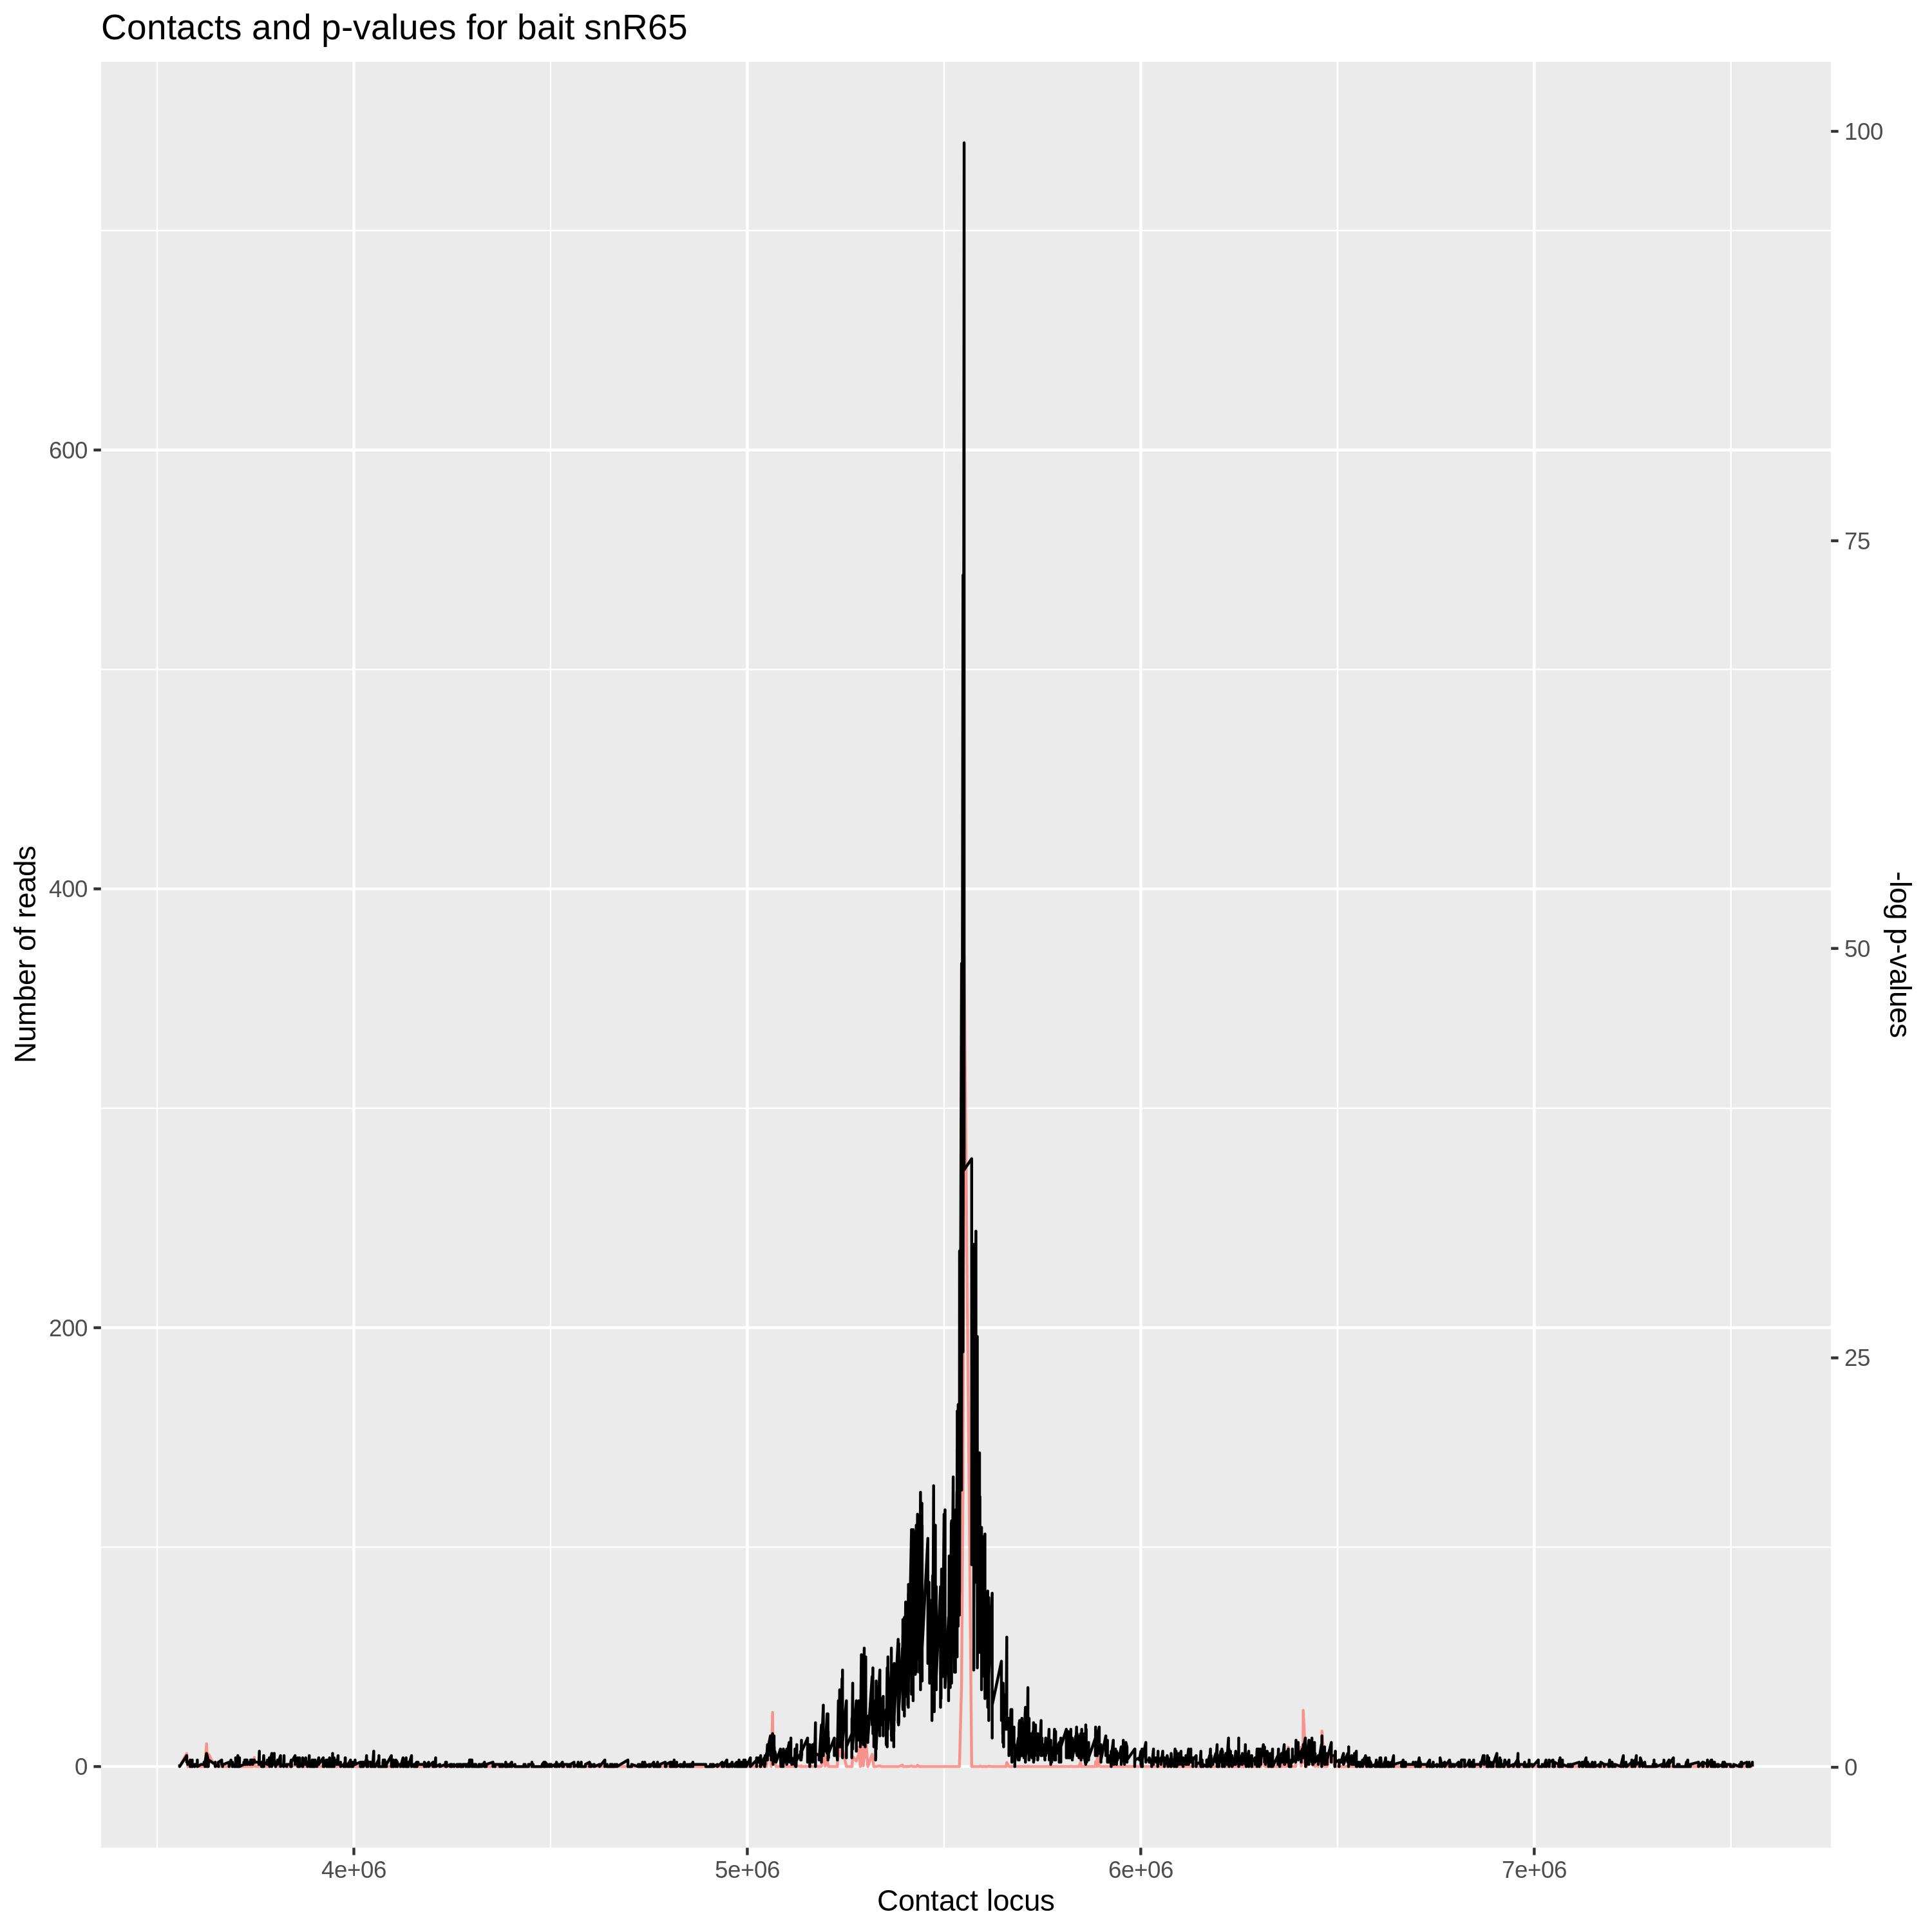 Contacts and p-values for bait snR65
100
600
75
400
50
Number of reads
-log p-values
200
25
0
0
4e+06
5e+06
6e+06
7e+06
Contact locus